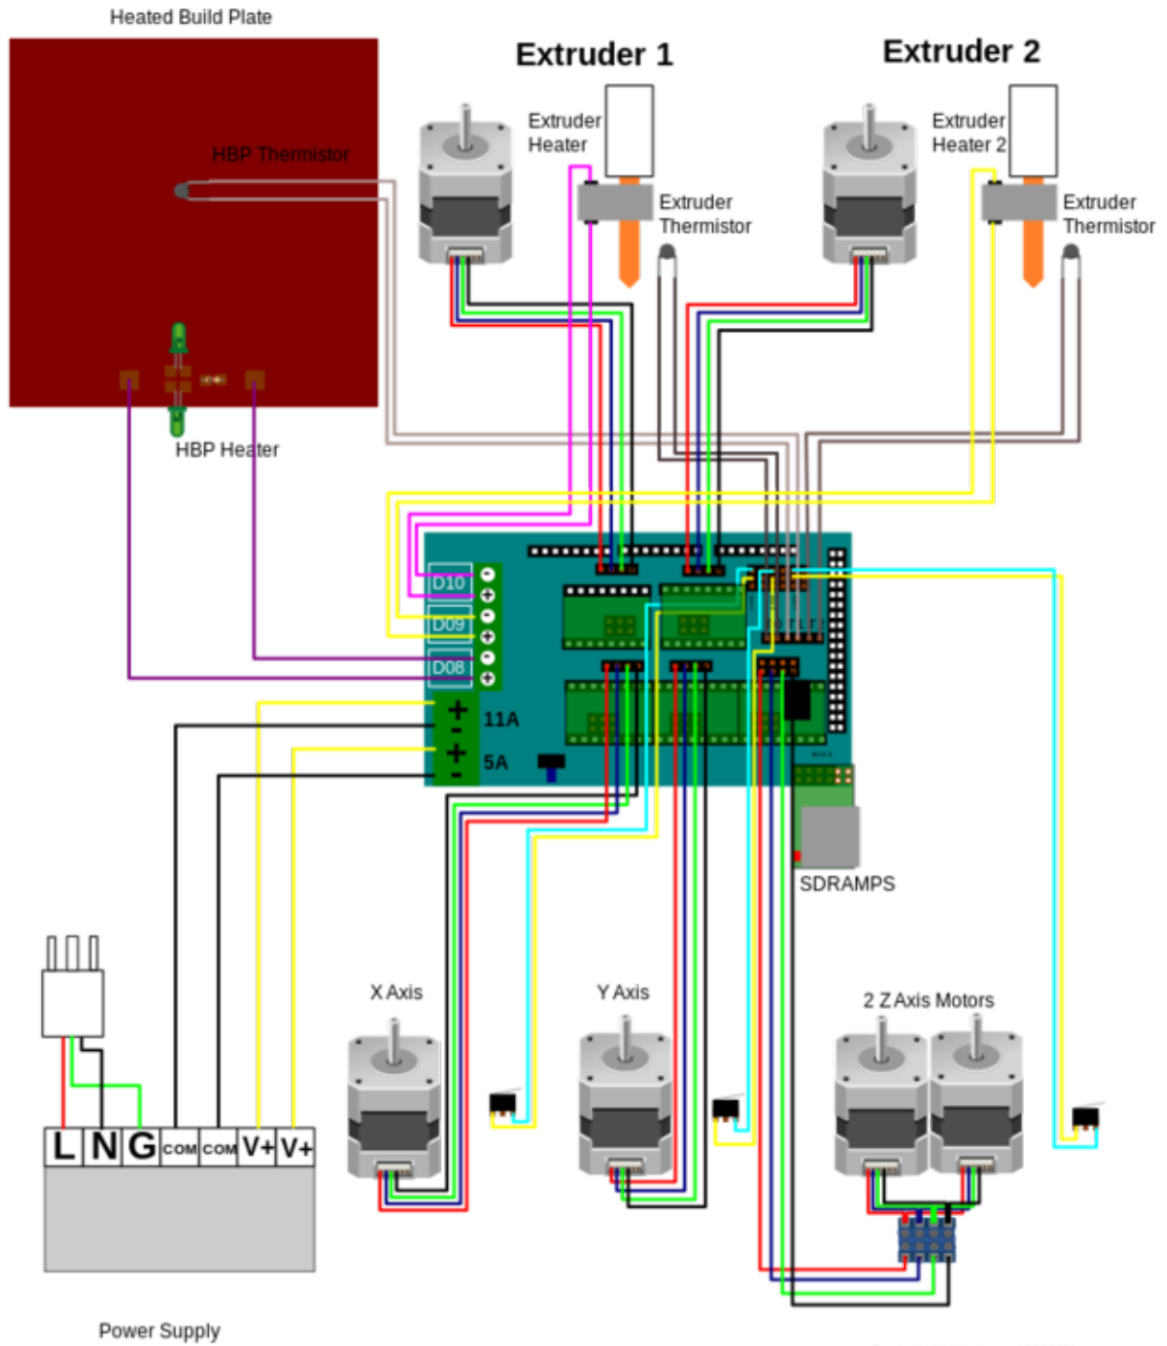 Heated Build Plate
Extruder 1
Extruder 2
Extruder
Heater
Extruder
Heater 2
HBP Thermistor
Extruder
Thermistor
Extruder
Thermistor
HBP Heater
D10
-
+
D09
-
+
D08
-
+
+
-
11A
+
-
5A
SDRAMPS
X Axis
Y Axis
2 Z Axis Motors
L N G COM COM V+ V+
Power Supply